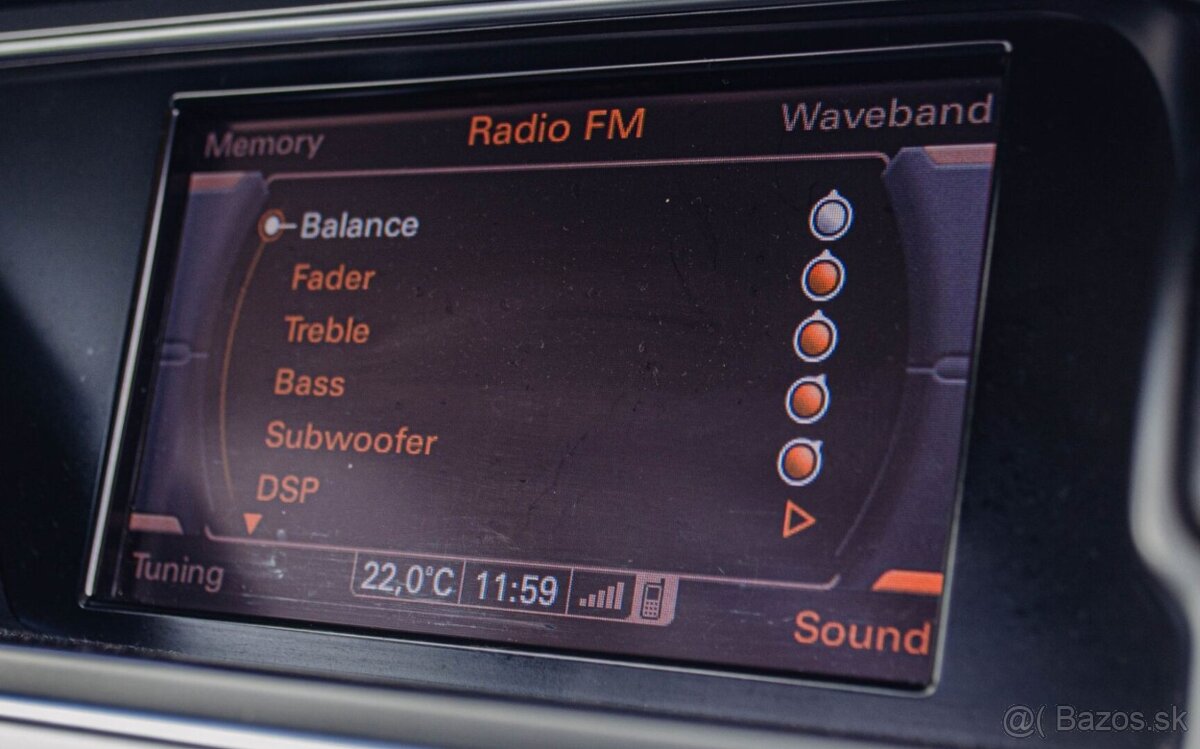 Memory Radio FM Waveband
Balance
Fader
Treble
Bass
Subwoofer
DSP
Tuning 22,0°C 11:59 Sound
@( Bazos.sk